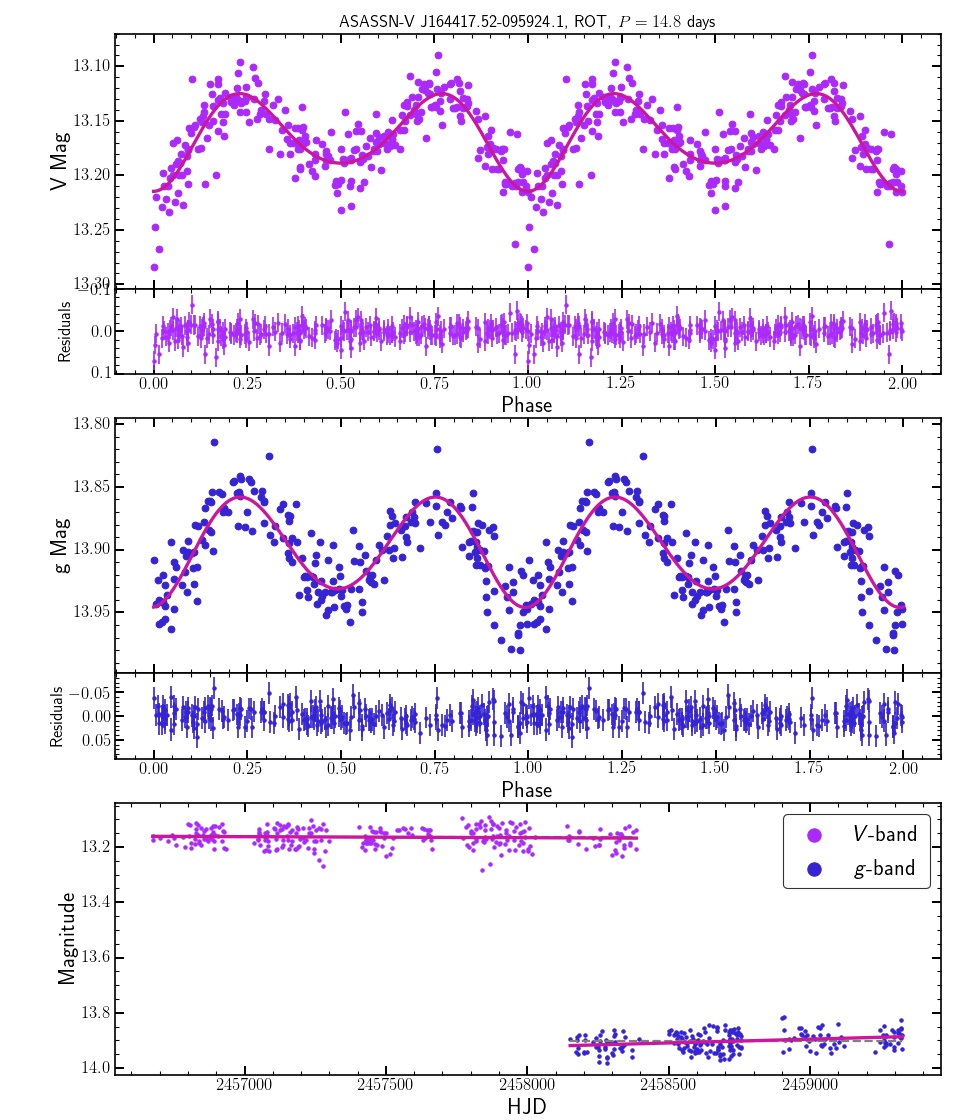 ASASSN-V J164417.52-095924.1, ROT, P = 14.8 days
13.10
13.15
13.20
13.25
13.30
V Mag
−0.1
0.0
0.1
Residuals
0.00 0.25 0.50 0.75 1.00 1.25 1.50 1.75 2.00
Phase
13.80
13.85
13.90
13.95
g Mag
−0.05
0.00
0.05
Residuals
0.00 0.25 0.50 0.75 1.00 1.25 1.50 1.75 2.00
Phase
13.2
13.4
13.6
13.8
14.0
Magnitude
V-band
g-band
2457000 2457500 2458000 2458500 2459000
HJD